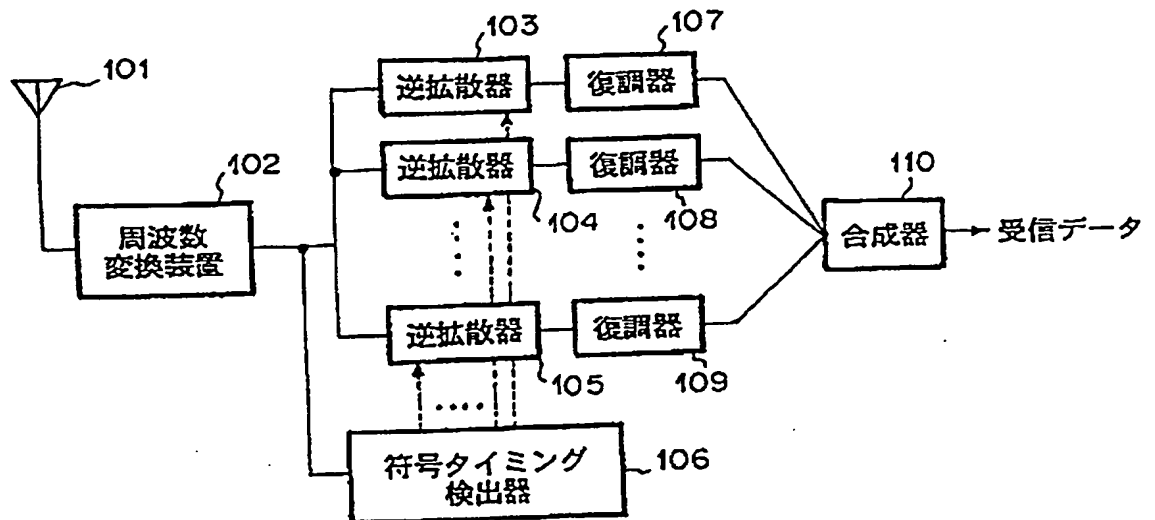 101
102
周波数
変換装置
103
逆拡散器
107
復調器
逆拡散器
104
復調器
108
逆拡散器
105
復調器
109
符号タイミング
検出器
106
110
合成器
受信データ